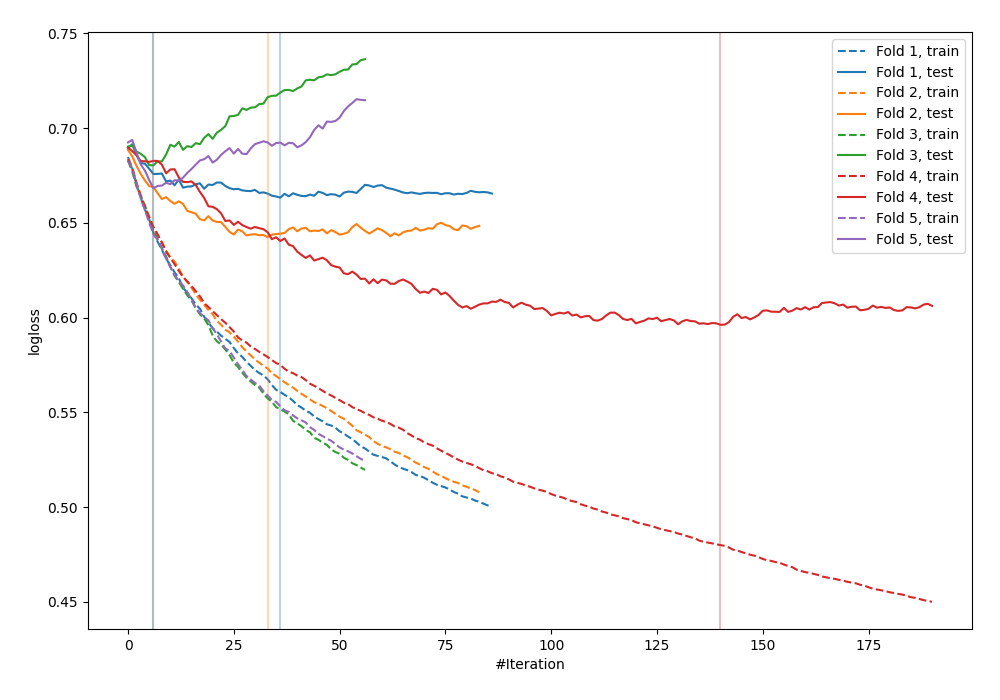 0.75
0.70
0.65
0.60
0.55
0.50
0.45
logloss
0
25
50
75
100
125
150
175
#Iteration
Fold 1, train
Fold 1, test
Fold 2, train
Fold 2, test
Fold 3, train
Fold 3, test
Fold 4, train
Fold 4, test
Fold 5, train
Fold 5, test